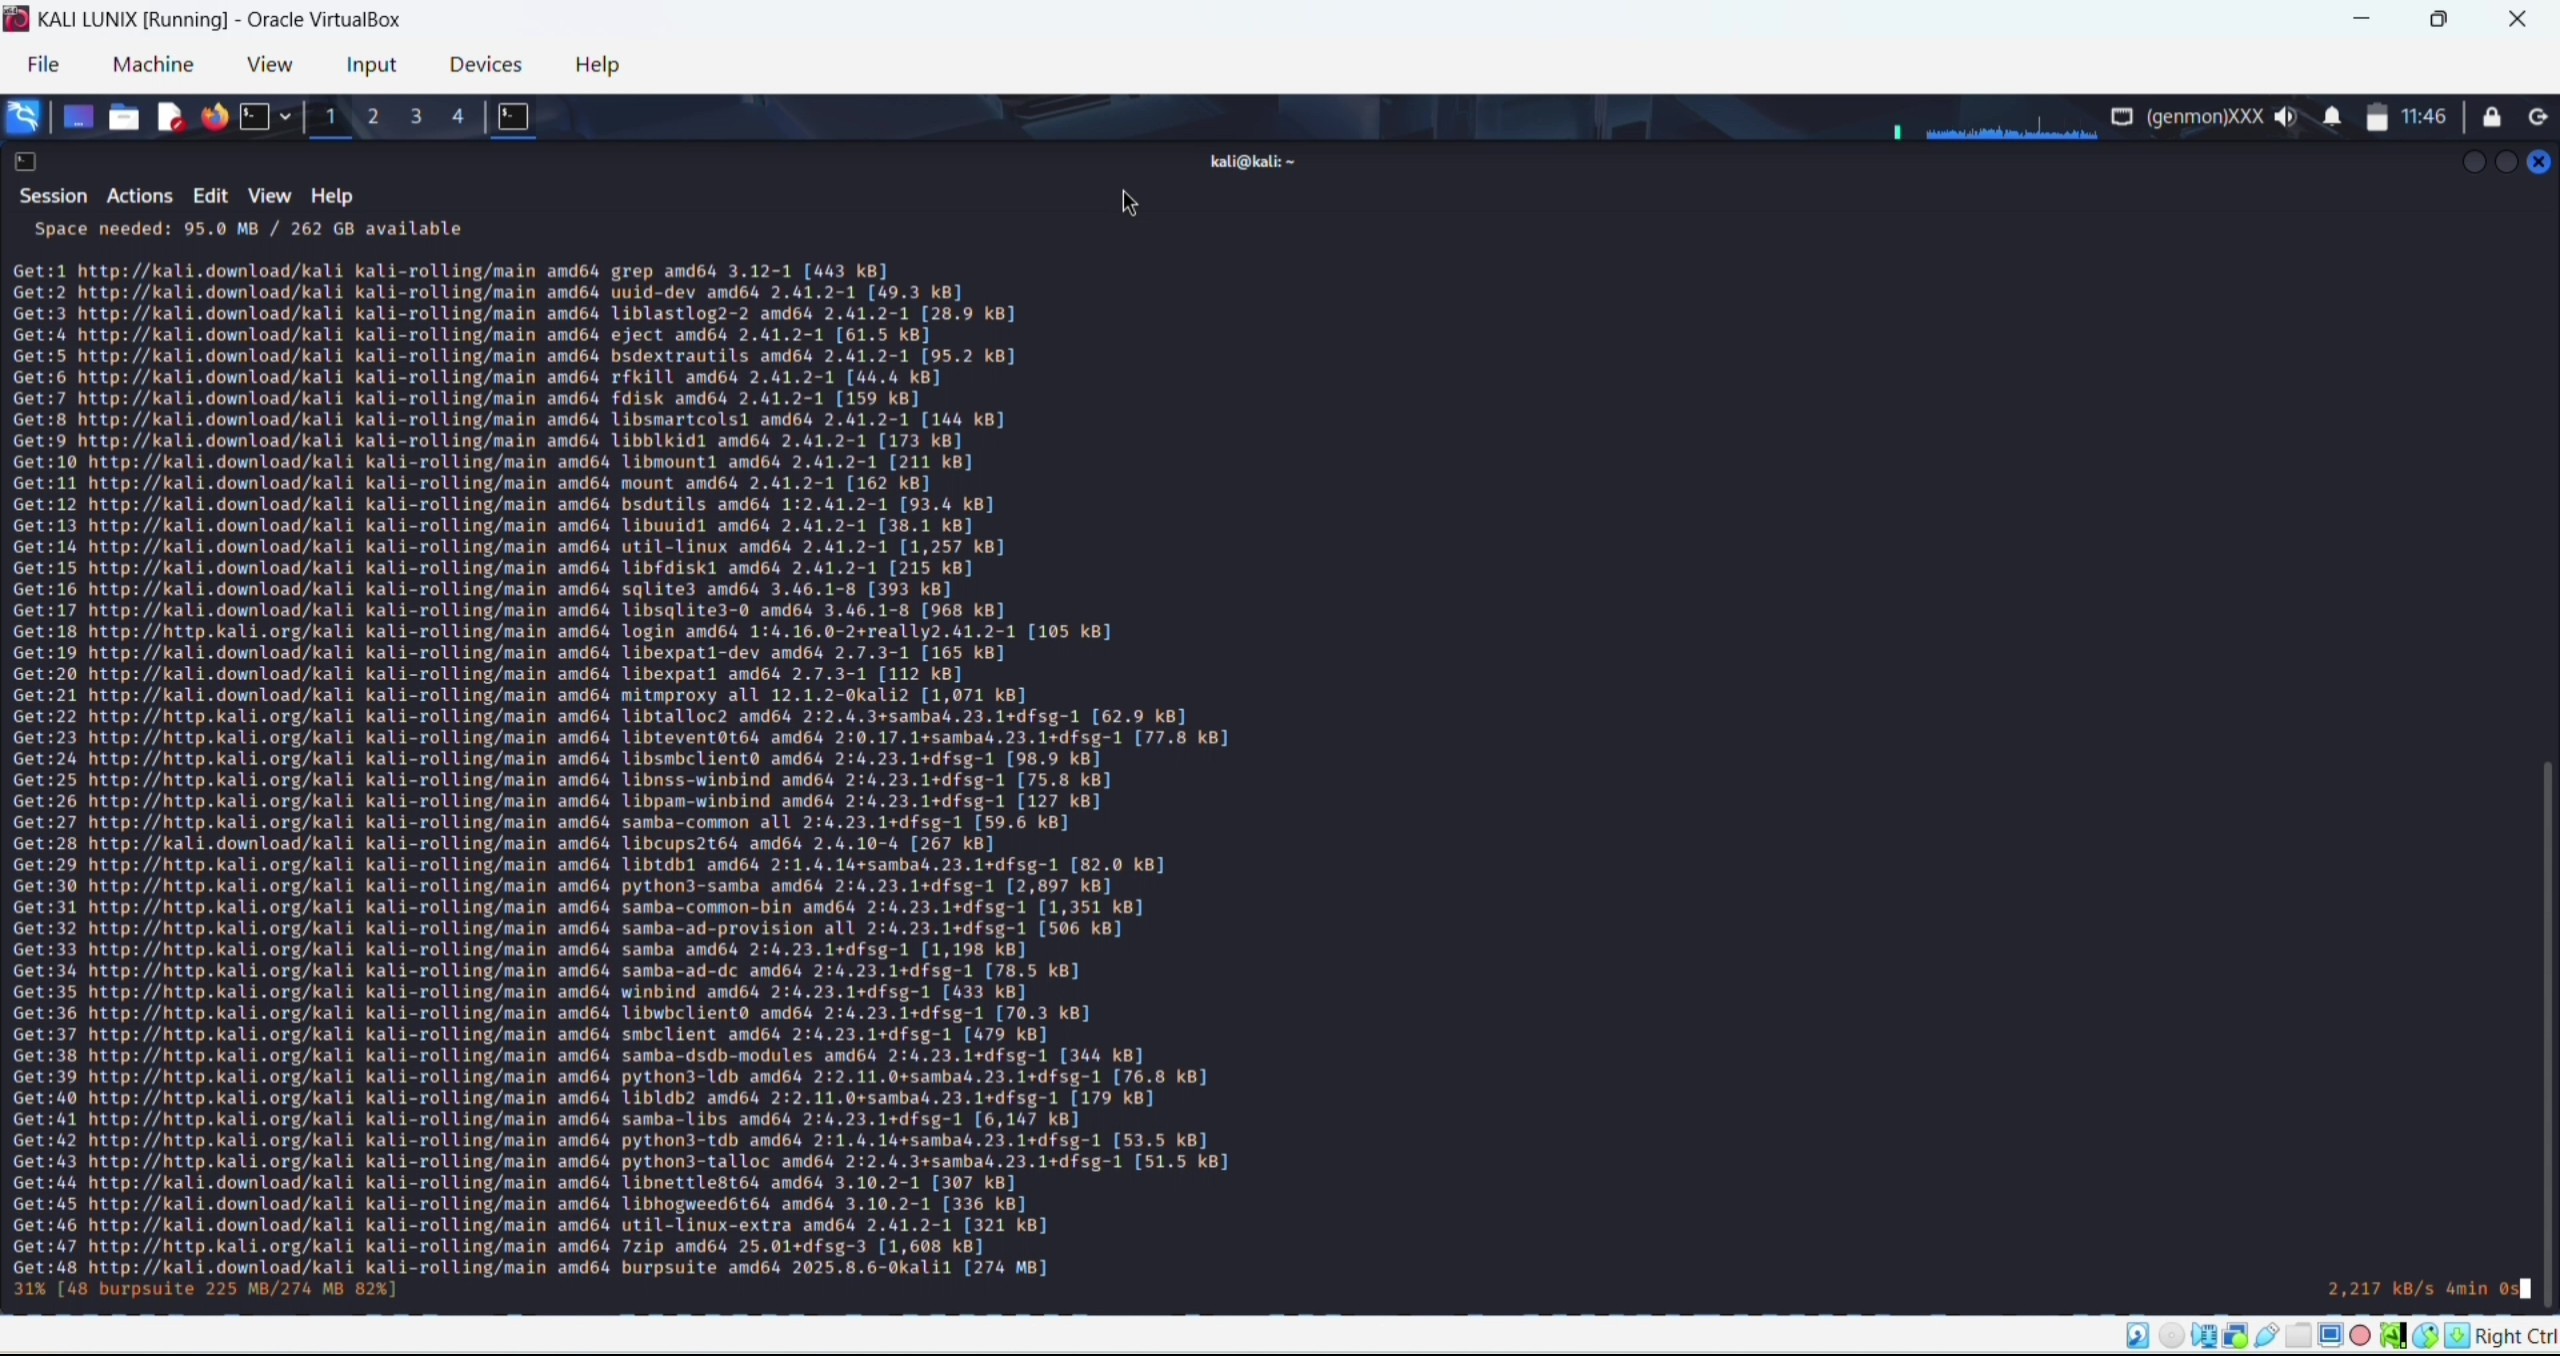 KALI LUNIX [Running] - Oracle VirtualBox
File Machine View Input Devices Help
1 2 3 4 (genmon)XXX 11:46
kali@kali: ~
Session Actions Edit View Help
Space needed: 95.0 MB / 262 GB available
Get:1 http://kali.download/kali kali-rolling/main amd64 grep amd64 3.12-1 [443 kB]
Get:2 http://kali.download/kali kali-rolling/main amd64 uuid-dev amd64 2.41.2-1 [49.3 kB]
Get:3 http://kali.download/kali kali-rolling/main amd64 liblastlog2-2 amd64 2.41.2-1 [28.9 kB]
Get:4 http://kali.download/kali kali-rolling/main amd64 eject amd64 2.41.2-1 [61.5 kB]
Get:5 http://kali.download/kali kali-rolling/main amd64 bsdextrautils amd64 2.41.2-1 [95.2 kB]
Get:6 http://kali.download/kali kali-rolling/main amd64 rfkill amd64 2.41.2-1 [44.4 kB]
Get:7 http://kali.download/kali kali-rolling/main amd64 fdisk amd64 2.41.2-1 [159 kB]
Get:8 http://kali.download/kali kali-rolling/main amd64 libsmartcols1 amd64 2.41.2-1 [144 kB]
Get:9 http://kali.download/kali kali-rolling/main amd64 libblkid1 amd64 2.41.2-1 [173 kB]
Get:10 http://kali.download/kali kali-rolling/main amd64 libmount1 amd64 2.41.2-1 [211 kB]
Get:11 http://kali.download/kali kali-rolling/main amd64 mount amd64 2.41.2-1 [162 kB]
Get:12 http://kali.download/kali kali-rolling/main amd64 bsdutils amd64 1:2.41.2-1 [93.4 kB]
Get:13 http://kali.download/kali kali-rolling/main amd64 libuuid1 amd64 2.41.2-1 [38.1 kB]
Get:14 http://kali.download/kali kali-rolling/main amd64 util-linux amd64 2.41.2-1 [1,257 kB]
Get:15 http://kali.download/kali kali-rolling/main amd64 libfdisk1 amd64 2.41.2-1 [215 kB]
Get:16 http://kali.download/kali kali-rolling/main amd64 sqlite3 amd64 3.46.1-8 [393 kB]
Get:17 http://kali.download/kali kali-rolling/main amd64 libsqlite3-0 amd64 3.46.1-8 [968 kB]
Get:18 http://http.kali.org/kali kali-rolling/main amd64 login amd64 1:4.16.0-2+really2.41.2-1 [105 kB]
Get:19 http://kali.download/kali kali-rolling/main amd64 libexpat1-dev amd64 2.7.3-1 [165 kB]
Get:20 http://kali.download/kali kali-rolling/main amd64 libexpat1 amd64 2.7.3-1 [112 kB]
Get:21 http://kali.download/kali kali-rolling/main amd64 mitmproxy all 12.1.2-0kali2 [1,071 kB]
Get:22 http://http.kali.org/kali kali-rolling/main amd64 libtalloc2 amd64 2:2.4.3+samba4.23.1+dfsg-1 [62.9 kB]
Get:23 http://http.kali.org/kali kali-rolling/main amd64 libtevent0t64 amd64 2:0.17.1+samba4.23.1+dfsg-1 [77.8 kB]
Get:24 http://http.kali.org/kali kali-rolling/main amd64 libsmbclient0 amd64 2:4.23.1+dfsg-1 [98.9 kB]
Get:25 http://http.kali.org/kali kali-rolling/main amd64 libnss-winbind amd64 2:4.23.1+dfsg-1 [75.8 kB]
Get:26 http://http.kali.org/kali kali-rolling/main amd64 libpam-winbind amd64 2:4.23.1+dfsg-1 [127 kB]
Get:27 http://http.kali.org/kali kali-rolling/main amd64 samba-common all 2:4.23.1+dfsg-1 [59.6 kB]
Get:28 http://kali.download/kali kali-rolling/main amd64 libcups2t64 amd64 2.4.10-4 [267 kB]
Get:29 http://http.kali.org/kali kali-rolling/main amd64 libtdb1 amd64 2:1.4.14+samba4.23.1+dfsg-1 [82.0 kB]
Get:30 http://http.kali.org/kali kali-rolling/main amd64 python3-samba amd64 2:4.23.1+dfsg-1 [2,897 kB]
Get:31 http://http.kali.org/kali kali-rolling/main amd64 samba-common-bin amd64 2:4.23.1+dfsg-1 [1,351 kB]
Get:32 http://http.kali.org/kali kali-rolling/main amd64 samba-ad-provision all 2:4.23.1+dfsg-1 [506 kB]
Get:33 http://http.kali.org/kali kali-rolling/main amd64 samba amd64 2:4.23.1+dfsg-1 [1,198 kB]
Get:34 http://http.kali.org/kali kali-rolling/main amd64 samba-ad-dc amd64 2:4.23.1+dfsg-1 [78.5 kB]
Get:35 http://http.kali.org/kali kali-rolling/main amd64 winbind amd64 2:4.23.1+dfsg-1 [433 kB]
Get:36 http://http.kali.org/kali kali-rolling/main amd64 libwbclient0 amd64 2:4.23.1+dfsg-1 [70.3 kB]
Get:37 http://http.kali.org/kali kali-rolling/main amd64 smbclient amd64 2:4.23.1+dfsg-1 [479 kB]
Get:38 http://http.kali.org/kali kali-rolling/main amd64 samba-dsdb-modules amd64 2:4.23.1+dfsg-1 [344 kB]
Get:39 http://http.kali.org/kali kali-rolling/main amd64 python3-ldb amd64 2:2.11.0+samba4.23.1+dfsg-1 [76.8 kB]
Get:40 http://http.kali.org/kali kali-rolling/main amd64 libldb2 amd64 2:2.11.0+samba4.23.1+dfsg-1 [179 kB]
Get:41 http://http.kali.org/kali kali-rolling/main amd64 samba-libs amd64 2:4.23.1+dfsg-1 [6,147 kB]
Get:42 http://http.kali.org/kali kali-rolling/main amd64 python3-tdb amd64 2:1.4.14+samba4.23.1+dfsg-1 [53.5 kB]
Get:43 http://http.kali.org/kali kali-rolling/main amd64 python3-talloc amd64 2:2.4.3+samba4.23.1+dfsg-1 [51.5 kB]
Get:44 http://kali.download/kali kali-rolling/main amd64 libnettle8t64 amd64 3.10.2-1 [307 kB]
Get:45 http://kali.download/kali kali-rolling/main amd64 libhogweed6t64 amd64 3.10.2-1 [336 kB]
Get:46 http://kali.download/kali kali-rolling/main amd64 util-linux-extra amd64 2.41.2-1 [321 kB]
Get:47 http://http.kali.org/kali kali-rolling/main amd64 7zip amd64 25.01+dfsg-3 [1,608 kB]
Get:48 http://kali.download/kali kali-rolling/main amd64 burpsuite amd64 2025.8.6-0kali1 [274 MB]
31% [48 burpsuite 225 MB/274 MB 82%] 2,217 kB/s 4min 0s
Right Ctrl